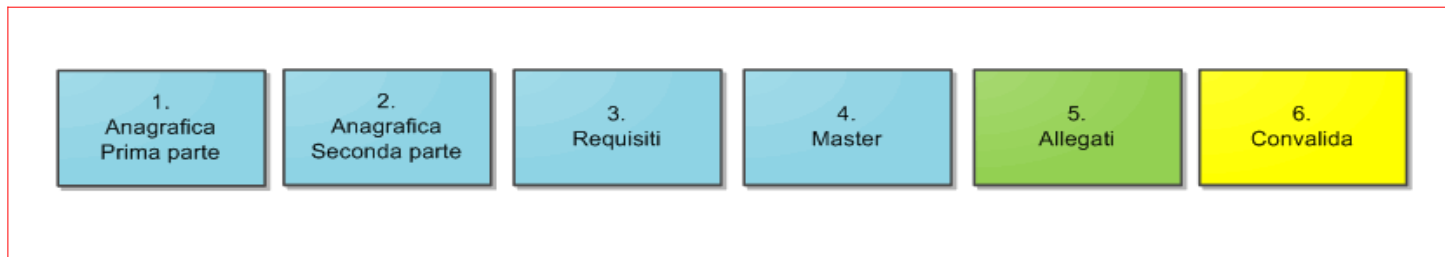 1.
Anagrafica
Prima parte
2.
Anagrafica
Seconda parte
3.
Requisiti
4.
Master
5.
Allegati
6.
Convalida